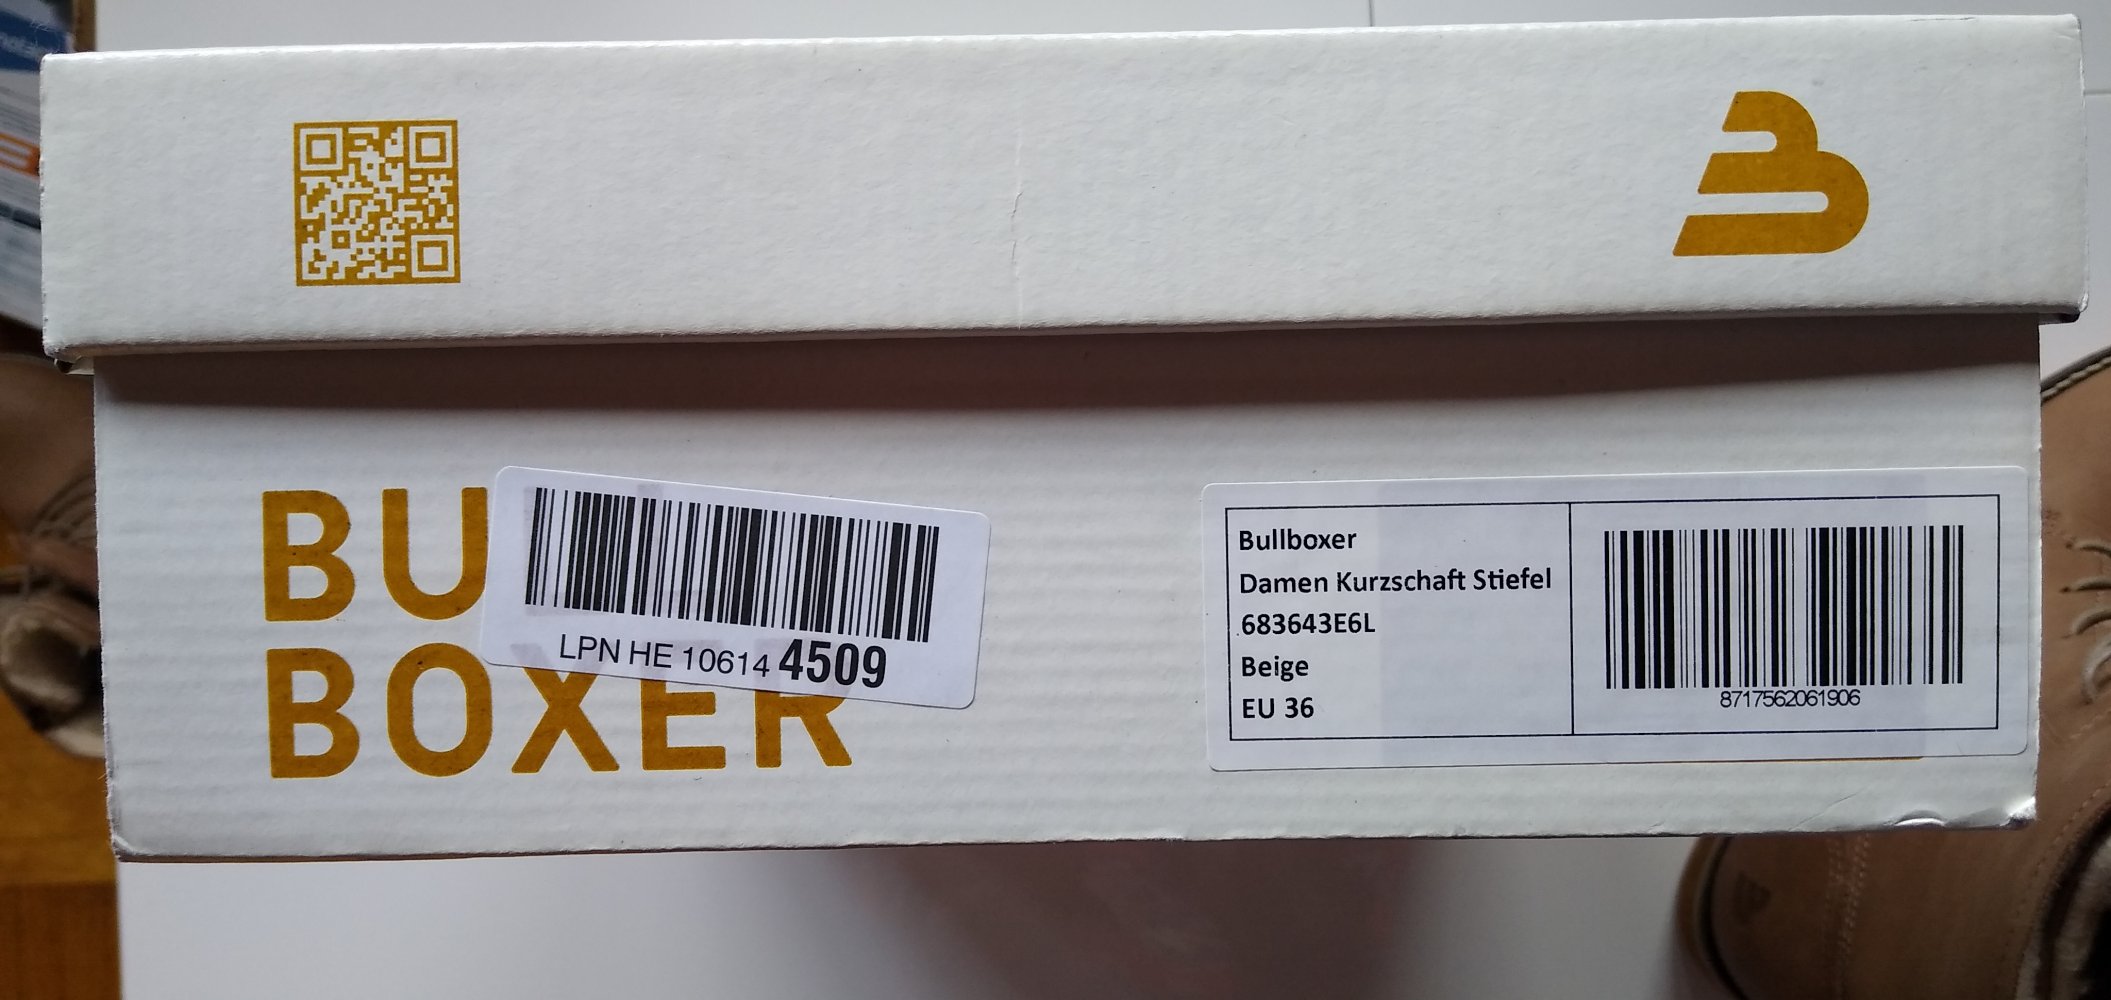 BU
BOXER
LPN HE 10614 4509
Bullboxer
Damen Kurzschaft Stiefel
683643E6L
Beige
EU 36
8717562061906